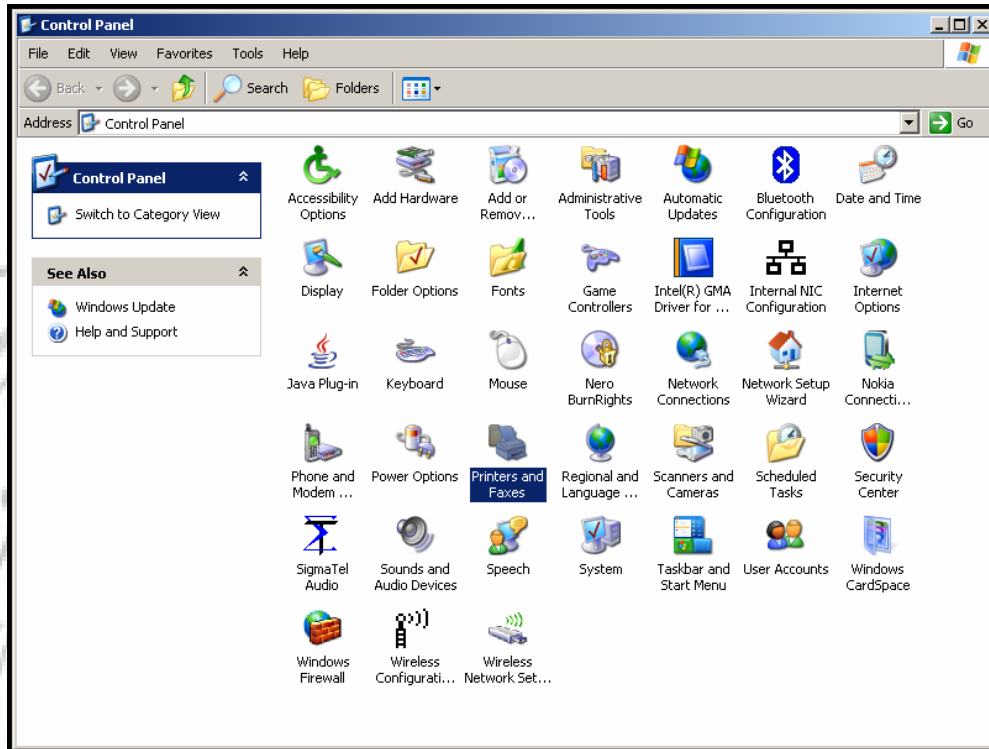 Control Panel
File Edit View Favorites Tools Help
Back Search Folders
Address Control Panel Go
Control Panel
Switch to Category View
See Also
Windows Update
Help and Support
Accessibility Options
Add Hardware
Add or Remov...
Administrative Tools
Automatic Updates
Bluetooth Configuration
Date and Time
Display
Folder Options
Fonts
Game Controllers
Intel(R) GMA Driver for ...
Internal NIC Configuration
Internet Options
Java Plug-in
Keyboard
Mouse
Nero BurnRights
Network Connections
Network Setup Wizard
Nokia Connecti...
Phone and Modem ...
Power Options
Printers and Faxes
Regional and Language ...
Scanners and Cameras
Scheduled Tasks
Security Center
SigmaTel Audio
Sounds and Audio Devices
Speech
System
Taskbar and Start Menu
User Accounts
Windows CardSpace
Windows Firewall
Wireless Configurati...
Wireless Network Set...